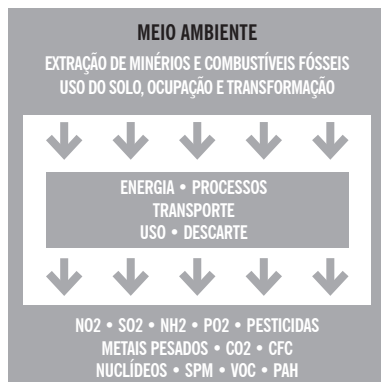 MEIO AMBIENTE
EXTRAÇÃO DE MINÉRIOS E COMBUSTÍVEIS FÓSSEIS
USO DO SOLO, OCUPAÇÃO E TRANSFORMAÇÃO
ENERGIA • PROCESSOS
TRANSPORTE
USO • DESCARTE
NO2 • SO2 • NH2 • PO2 • PESTICIDAS
METAIS PESADOS • CO2 • CFC
NUCLÍDEOS • SPM • VOC • PAH